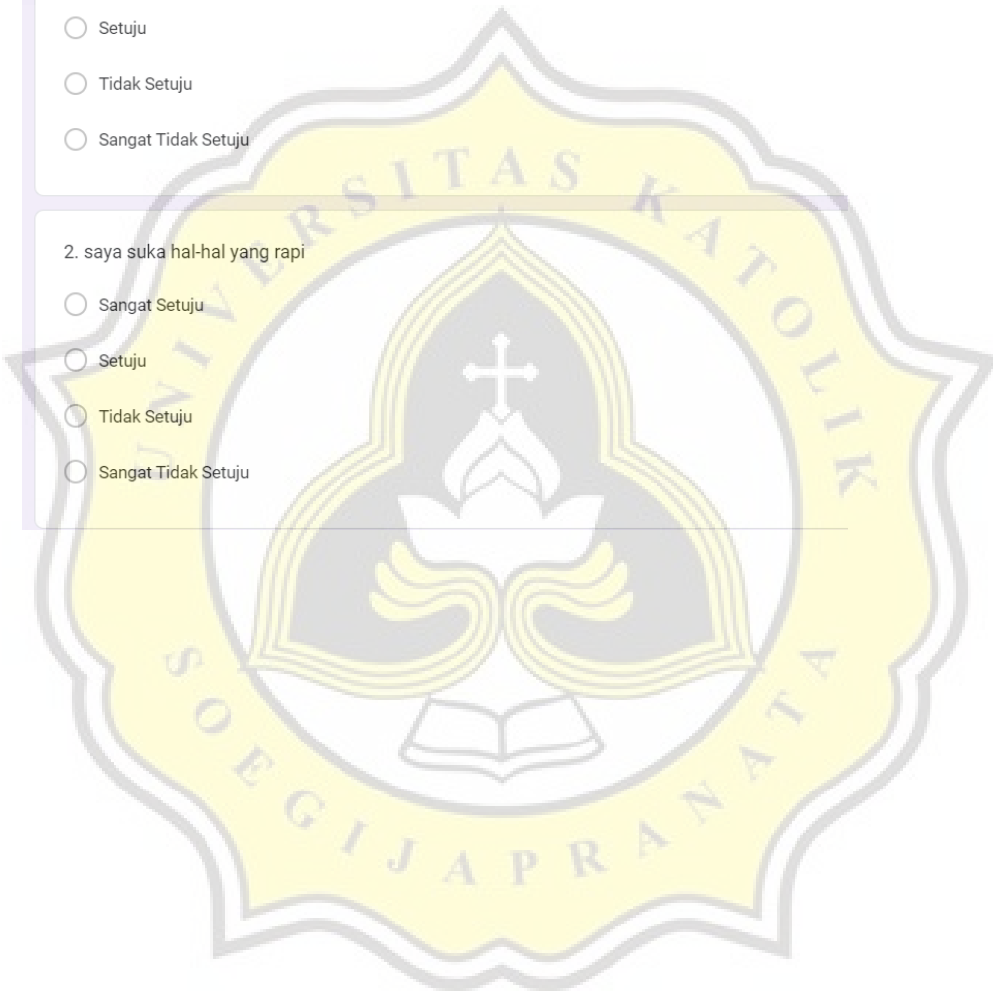 Setuju
Tidak Setuju
Sangat Tidak Setuju
2. saya suka hal-hal yang rapi
Sangat Setuju
Setuju
Tidak Setuju
Sangat Tidak Setuju
UNIVERSITAS KATOLIK
SOEGIJAPRANATA